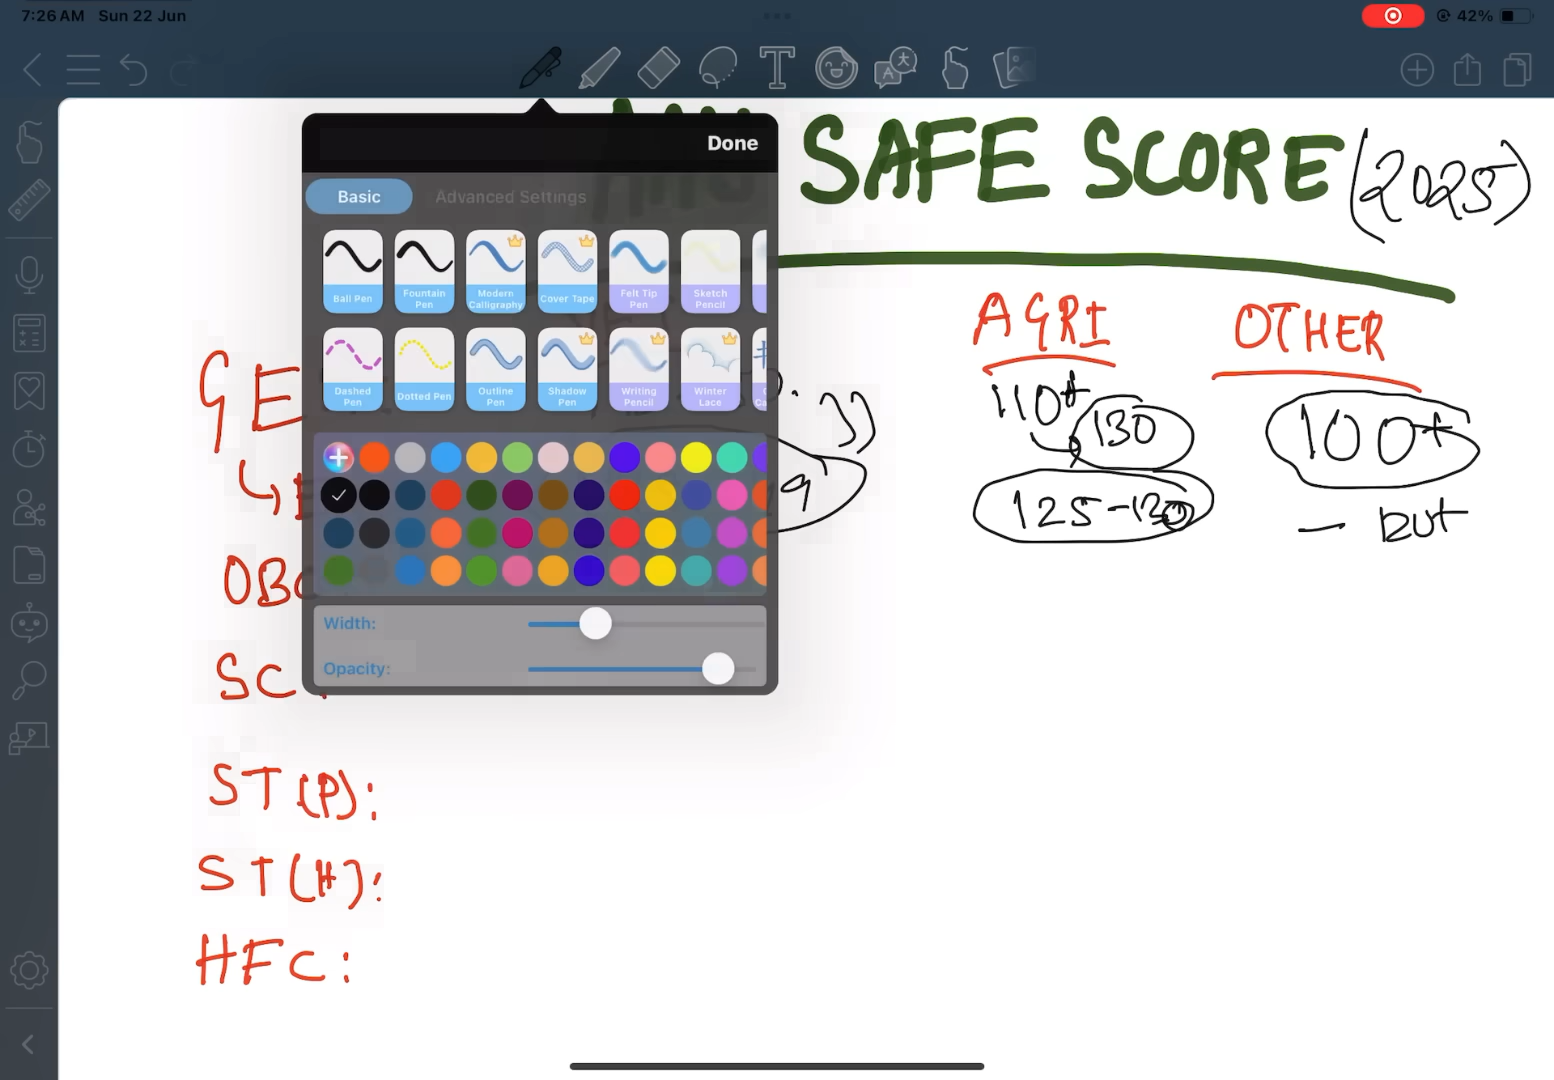 7:26 AM Sun 22 Jun
42%
Done
SAFE SCORE (2025)
Basic
Advanced Settings
Ball Pen
Fountain Pen
Modern Calligraphy
Cover Tape
Felt Tip Pen
Sketch Pencil
Dashed Pen
Dotted Pen
Outline Pen
Shadow Pen
Writing Pencil
Winter Lace
Width:
Opacity:
AGRI
OTHER
110+
130
100+
125-130
- BUT
GE
9
OBC
SC
ST(P):
ST(H):
HFC: